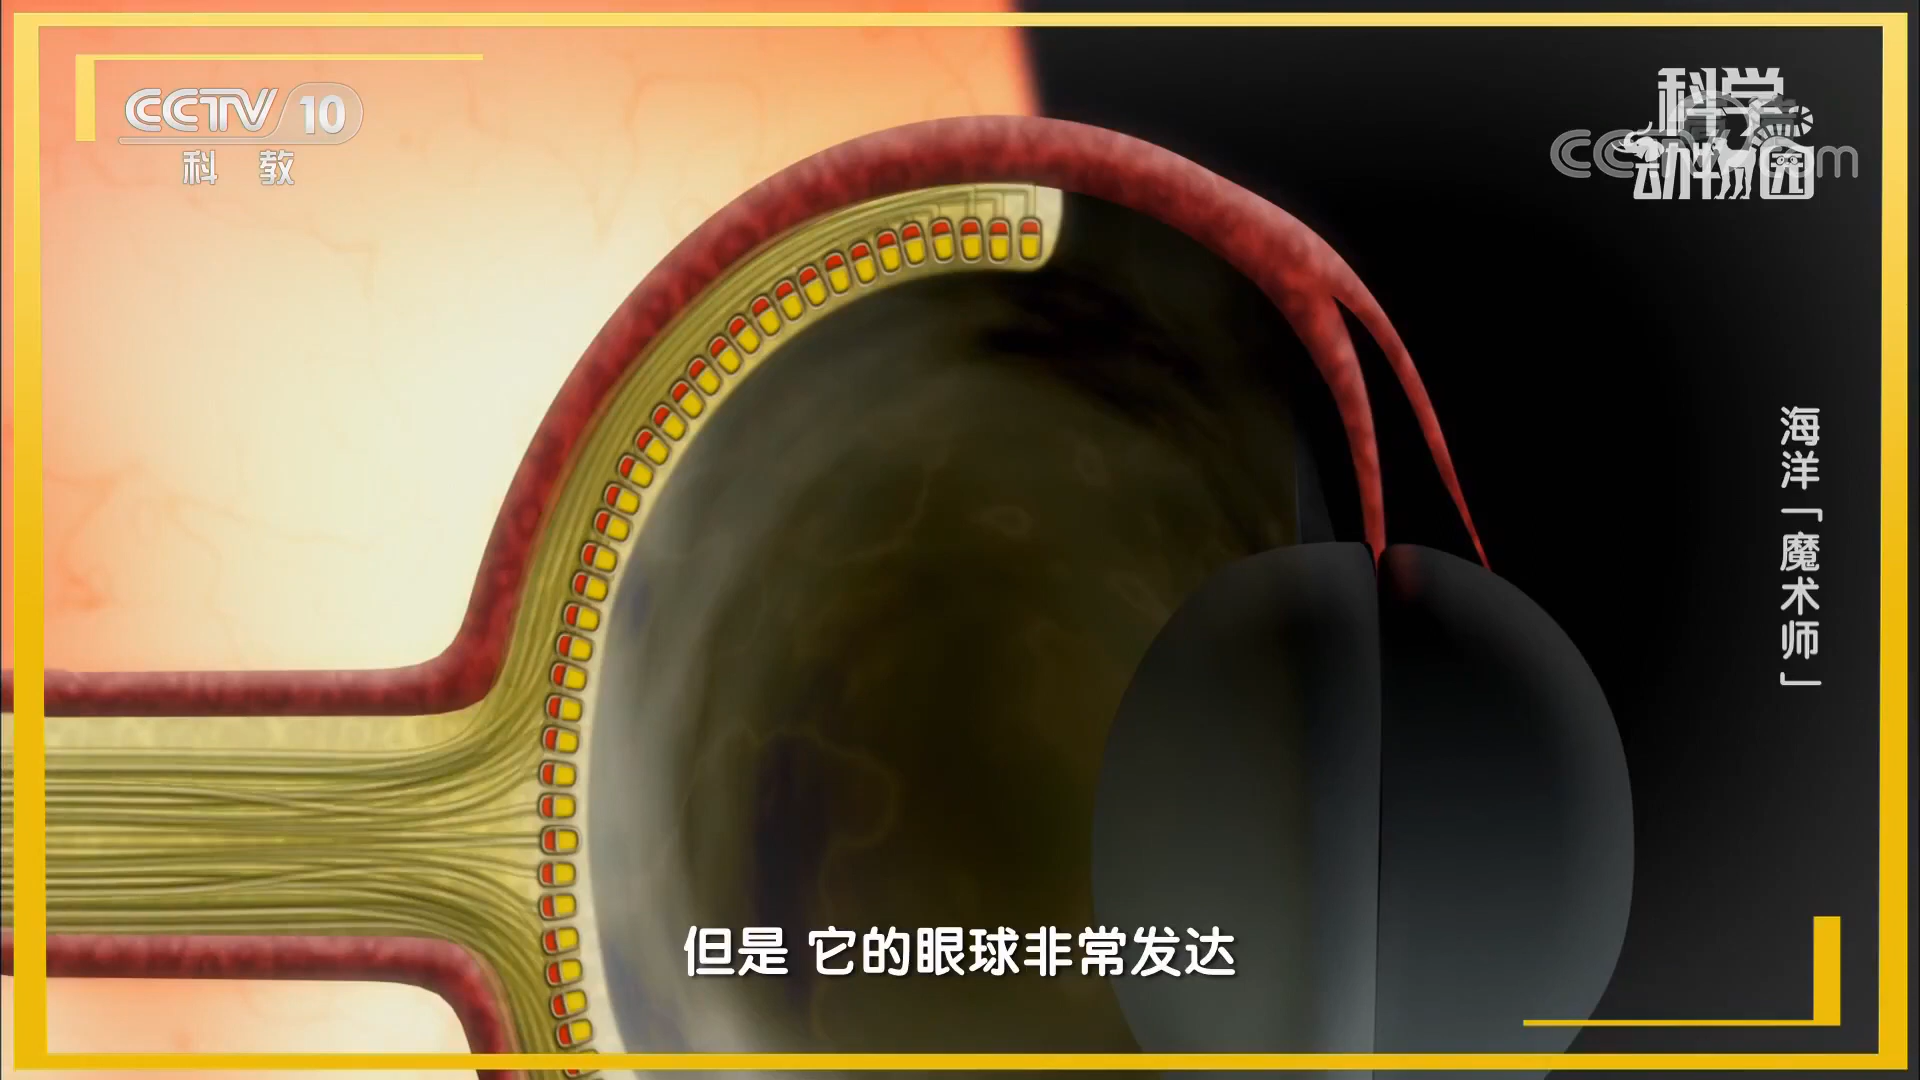 CCTV 10
科教
科学
动物园
海洋「魔术师」
但是 它的眼球非常发达